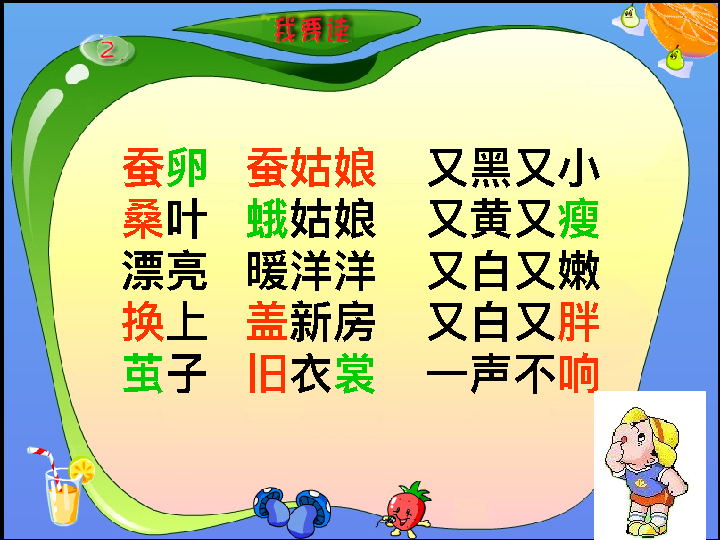 我要读
2
蚕卵 蚕姑娘 又黑又小
桑叶 蛾姑娘 又黄又瘦
漂亮 暖洋洋 又白又嫩
换上 盖新房 又白又胖
茧子 旧衣裳 一声不响